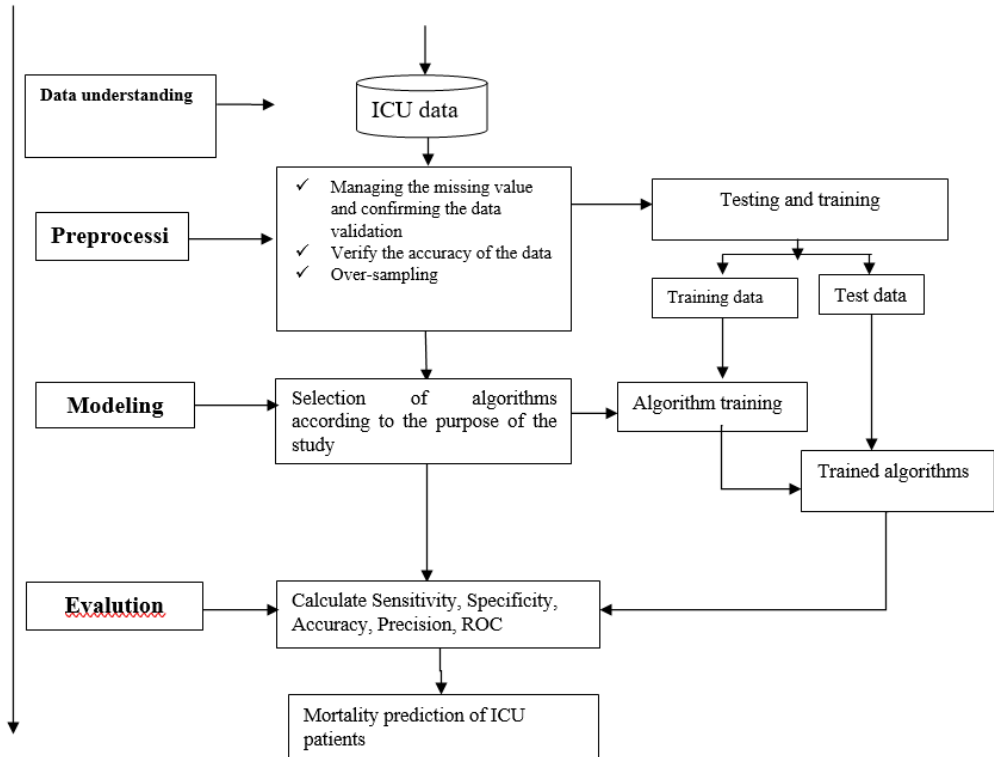 Data understanding
ICU data
✓ Managing the missing value
and confirming the data
validation
✓ Verify the accuracy of the data
✓ Over-sampling
Testing and training
Preprocessi
Training data
Test data
Modeling
Selection of algorithms
according to the purpose of the
study
Algorithm training
Trained algorithms
Evalution
Calculate Sensitivity, Specificity,
Accuracy, Precision, ROC
Mortality prediction of ICU
patients